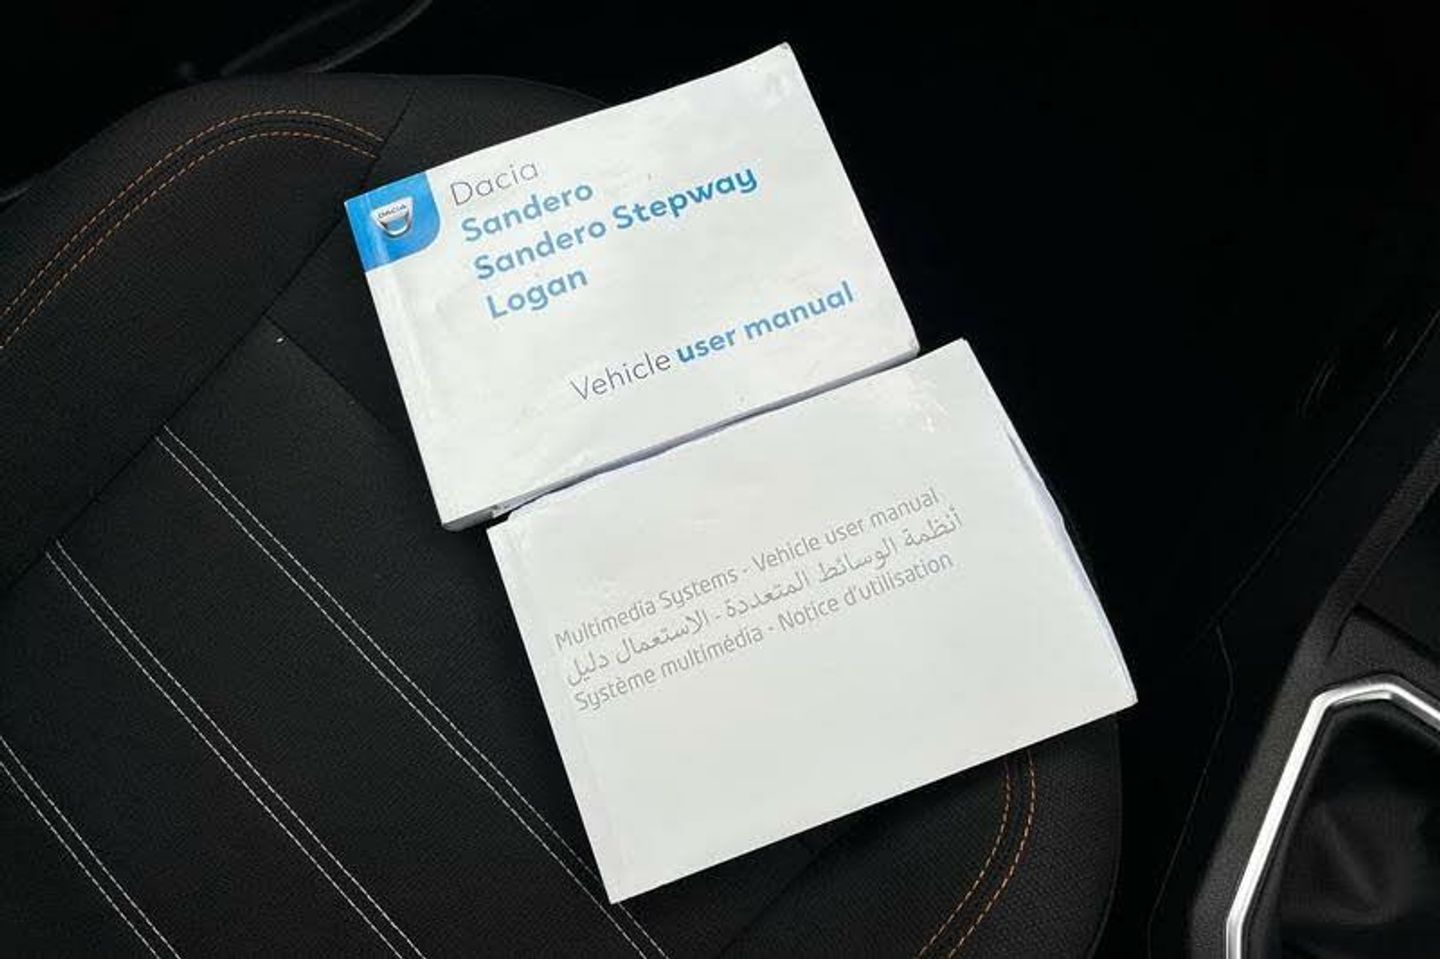 DACIA
Dacia
Sandero
Sandero Stepway
Logan
Vehicle user manual
Multimedia Systems - Vehicle user manual
أنظمة الوسائط المتعددة - الاستعمال دليل
Système multimédia - Notice d'utilisation